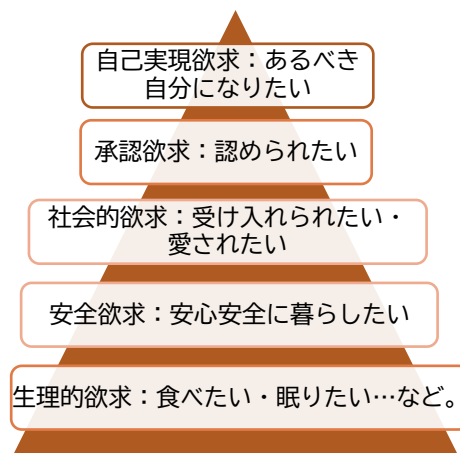 自己実現欲求：あるべき
自分になりたい
承認欲求：認められたい
社会的欲求：受け入れられたい・
愛されたい
安全欲求：安心安全に暮らしたい
生理的欲求：食べたい・眠りたい…など。